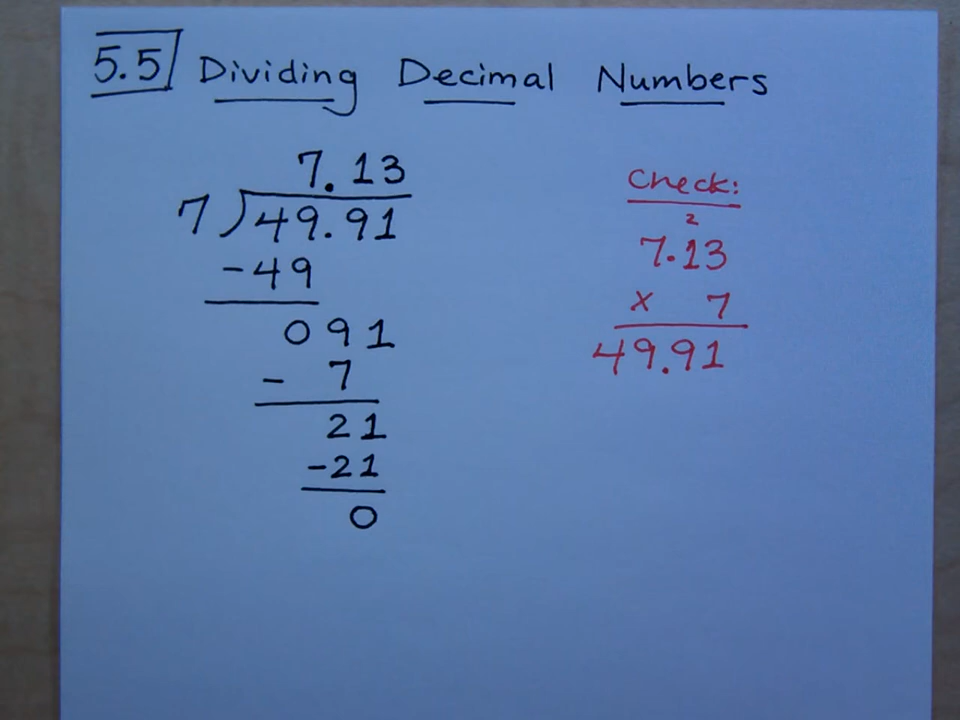 5.5 Dividing Decimal Numbers
7.13
7 ) 49.91
-49
091
- 7
21
-21
0
Check:
2
7.13
x 7
49.91